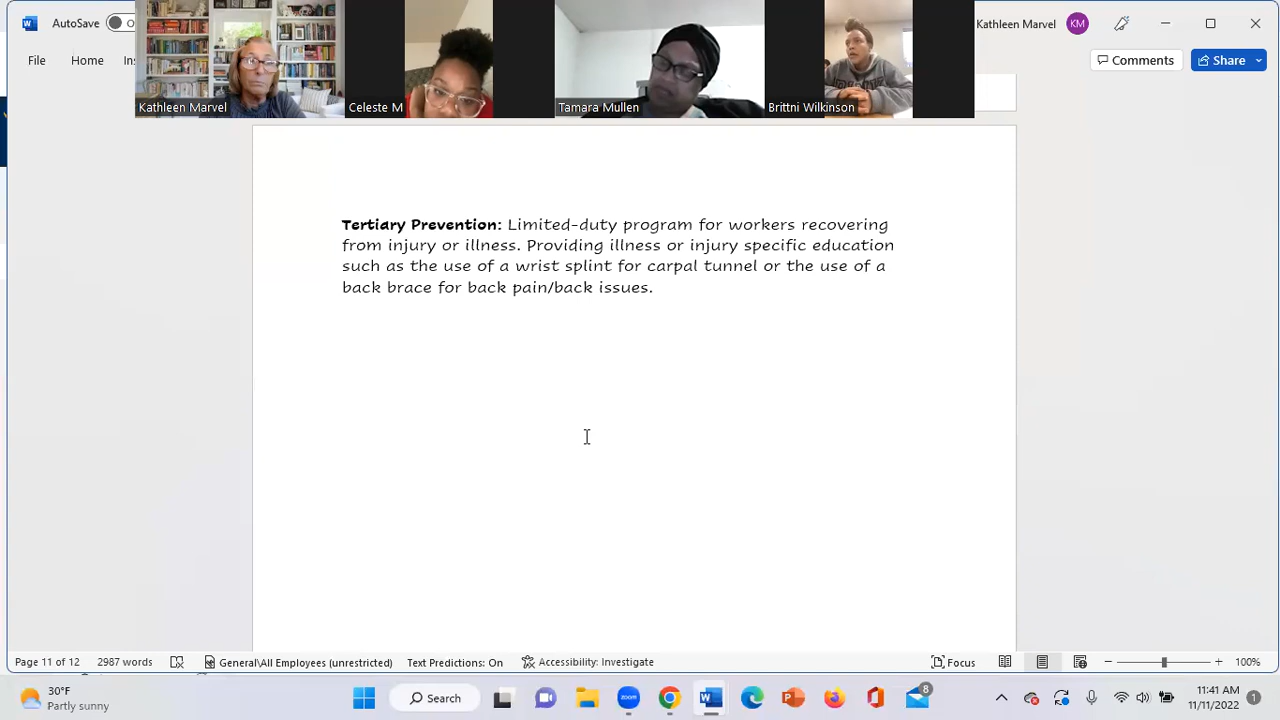 AutoSave
Kathleen Marvel
KM
File
Home
Comments
Share
Kathleen Marvel
Celeste M
Tamara Mullen
Brittni Wilkinson
Tertiary Prevention: Limited-duty program for workers recovering
from injury or illness. Providing illness or injury specific education
such as the use of a wrist splint for carpal tunnel or the use of a
back brace for back pain/back issues.
Page 11 of 12
2987 words
General\All Employees (unrestricted)
Text Predictions: On
Accessibility: Investigate
Focus
100%
30°F
Partly sunny
Search
zoom
8
11:41 AM
11/11/2022
1